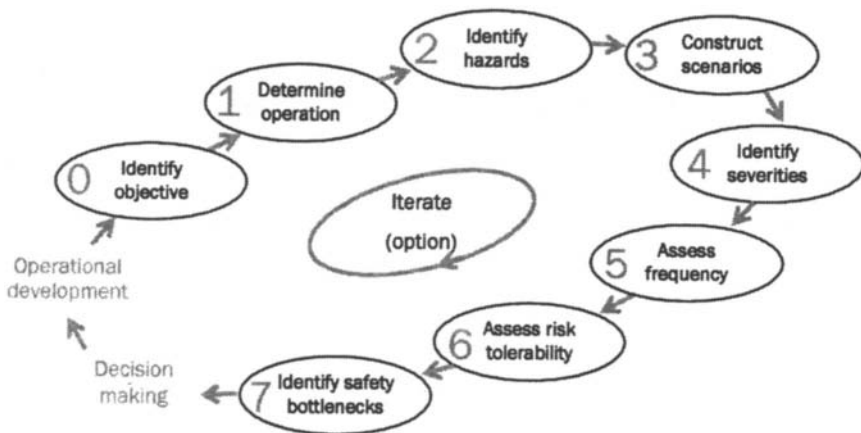 0 Identify
objective
1 Determine
operation
2 Identify
hazards
3 Construct
scenarios
4 Identify
severities
5 Assess
frequency
6 Assess risk
tolerability
7 Identify safety
bottlenecks
Decision
making
Operational
development
Iterate
(option)